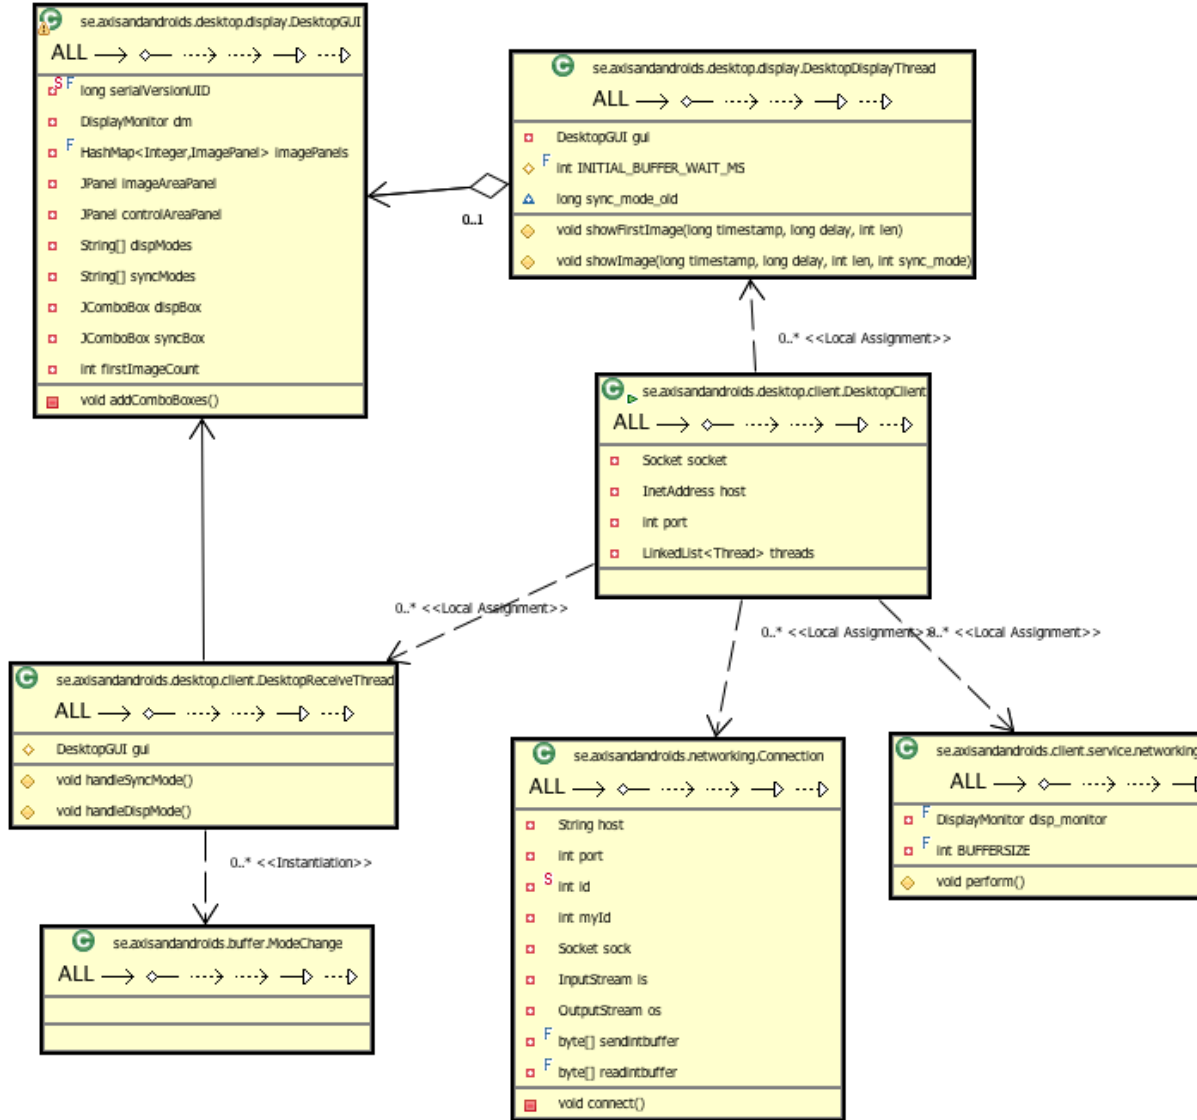 se.axisandandroids.desktop.display.DesktopGUI
ALL
S F long serialVersionUID
DisplayMonitor dm
F HashMap<Integer,ImagePanel> imagePanels
JPanel imageAreaPanel
JPanel controlAreaPanel
String[] dispModes
String[] syncModes
JComboBox dispBox
JComboBox syncBox
int firstImageCount
void addComboBoxes()
C se.axisandandroids.desktop.display.DesktopDisplayThread
ALL
DesktopGUI gui
F int INITIAL_BUFFER_WAIT_MS
long sync_mode_old
void showFirstImage(long timestamp, long delay, int len)
void showImage(long timestamp, long delay, int len, int sync_mode)
0..1
0..* <<Local Assignment>>
C se.axisandandroids.desktop.client.DesktopClient
ALL
Socket socket
InetAddress host
int port
LinkedList<Thread> threads
0..* <<Local Assignment>>
0..* <<Local Assignment>>
0..* <<Local Assignment>>
C se.axisandandroids.desktop.client.DesktopReceiveThread
ALL
DesktopGUI gui
void handleSyncMode()
void handleDispMode()
0..* <<Instantiation>>
C se.axisandandroids.buffer.ModeChange
ALL
C se.axisandandroids.networking.Connection
ALL
String host
int port
S int id
int myId
Socket sock
InputStream is
OutputStream os
F byte[] sendintbuffer
F byte[] readintbuffer
void connect()
C se.axisandandroids.client.service.networking
ALL
F DisplayMonitor disp_monitor
F int BUFFERSIZE
void perform()